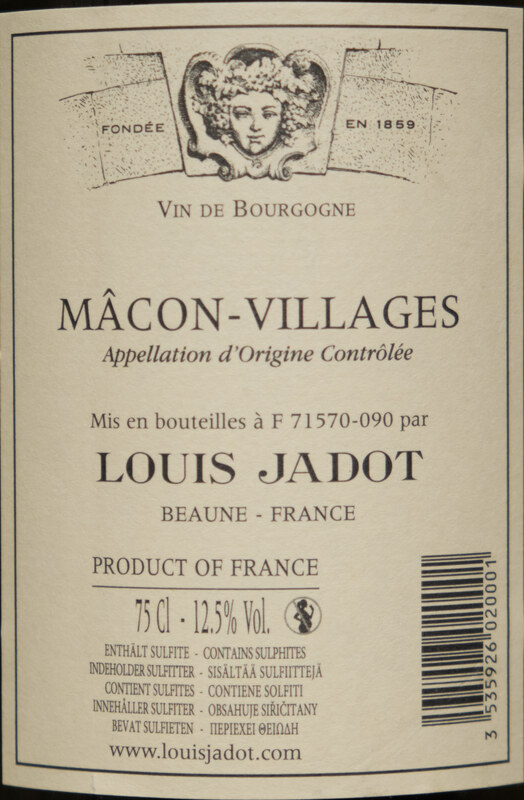 FONDÉE EN 1859
VIN DE BOURGOGNE
MÂCON-VILLAGES
Appellation d'Origine Contrôlée
Mis en bouteilles à F 71570-090 par
LOUIS JADOT
BEAUNE - FRANCE
PRODUCT OF FRANCE
75 Cl - 12.5% Vol.
ENTHÄLT SULFITE - CONTAINS SULPHITES
INDEHOLDER SULFITTER - SISÄLTÄÄ SULFIITTEJÄ
CONTIENT SULFITES - CONTIENE SOLFITI
INNEHÅLLER SULFITER - OBSAHUJE SIŘIČITANY
BEVAT SULFIETEN - ΠΕΡΙΕΧΕΙ ΘΕΙΩΔΗ
www.louisjadot.com
3 535926 020001